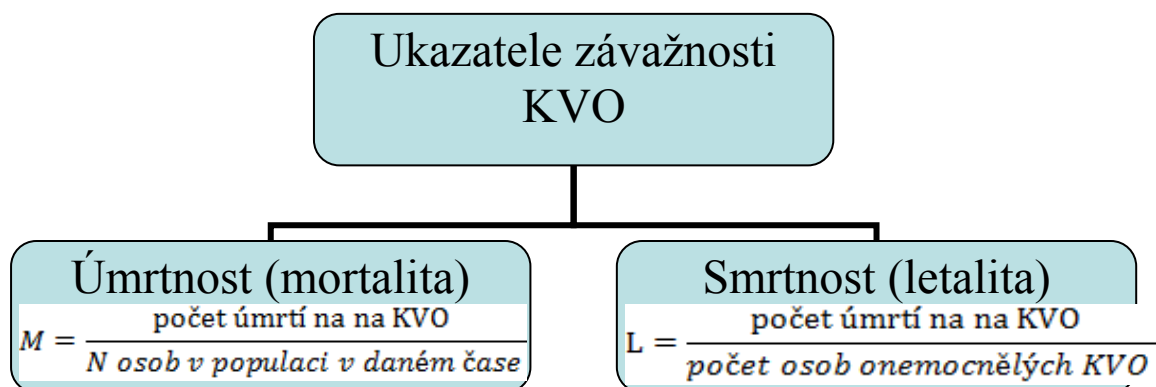 Ukazatele závažnosti
KVO
Úmrtnost (mortalita)
M = počet úmrtí na na KVO / N osob v populaci v daném čase
Smrtnost (letalita)
L = počet úmrtí na na KVO / počet osob onemocnělých KVO